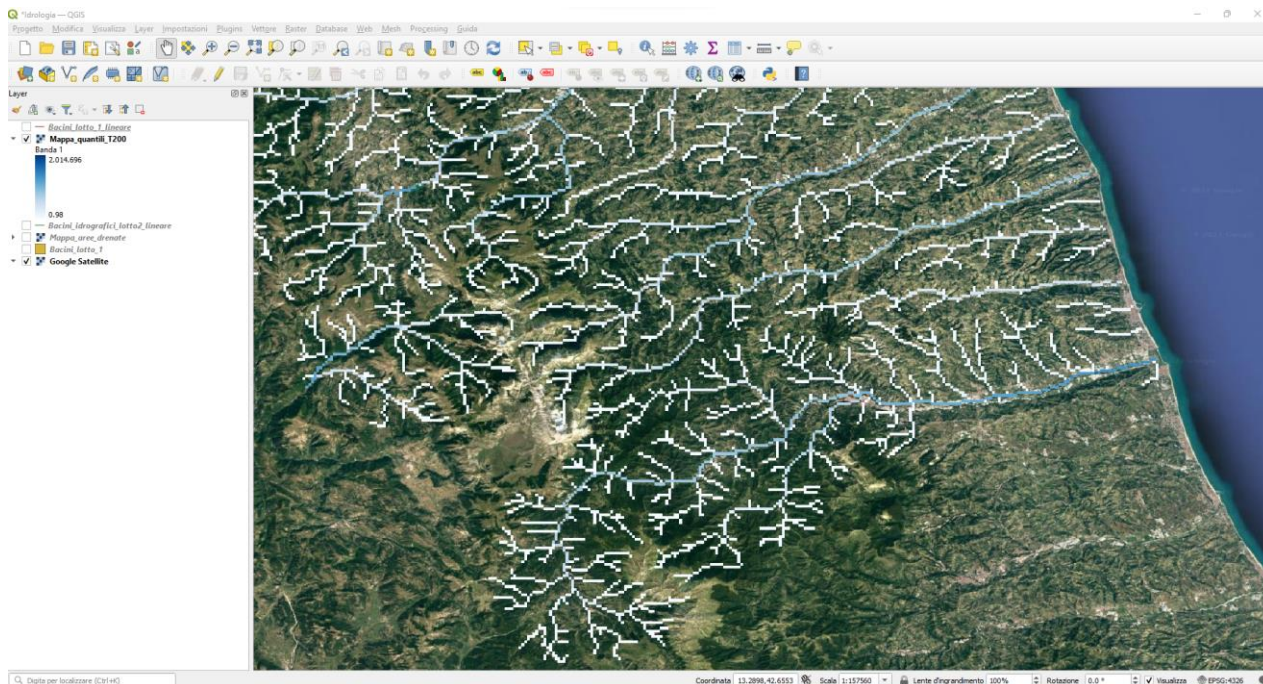 *Idrologia — QGIS
Progetto Modifica Visualizza Layer Impostazioni Plugins Vettore Raster Database Web Mesh Processing Guida
Layer
Bacini_lotto_1_lineare
Mappa_quantili_T200
Banda 1
2.014.696
0.98
Bacini_idrografici_lotto2_lineare
Mappa_aree_drenate
Bacini_lotto_1
Google Satellite
Digita per localizzare (Ctrl+K)
Coordinata 13.2898,42.6553 Scala 1:157560 Lente d'ingrandimento 100% Rotazione 0.0 ° Visualizza EPSG:4326